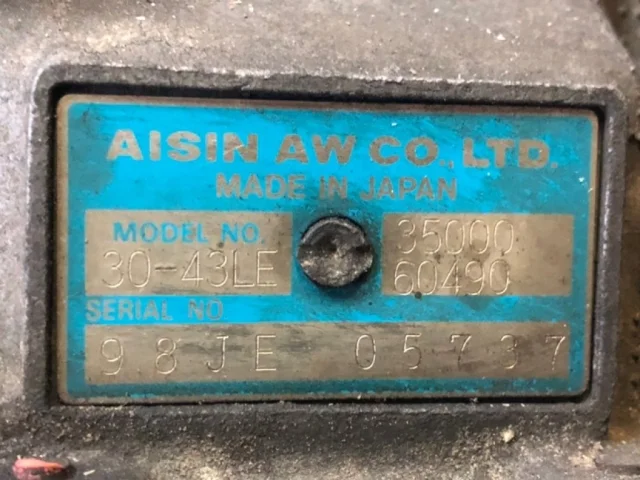 AISIN AW CO., LTD.
MADE IN JAPAN
MODEL NO.
30-43LE
35000
60490
SERIAL NO
98JE 05737